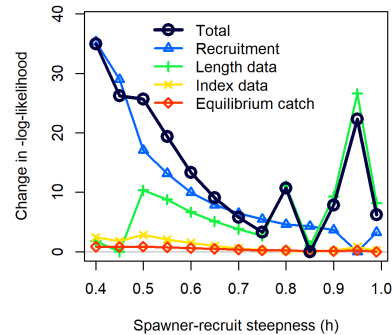 Change in -log-likelihood
40
30
20
10
0
Total
Recruitment
Length data
Index data
Equilibrium catch
0.4 0.5 0.6 0.7 0.8 0.9 1.0
Spawner-recruit steepness (h)